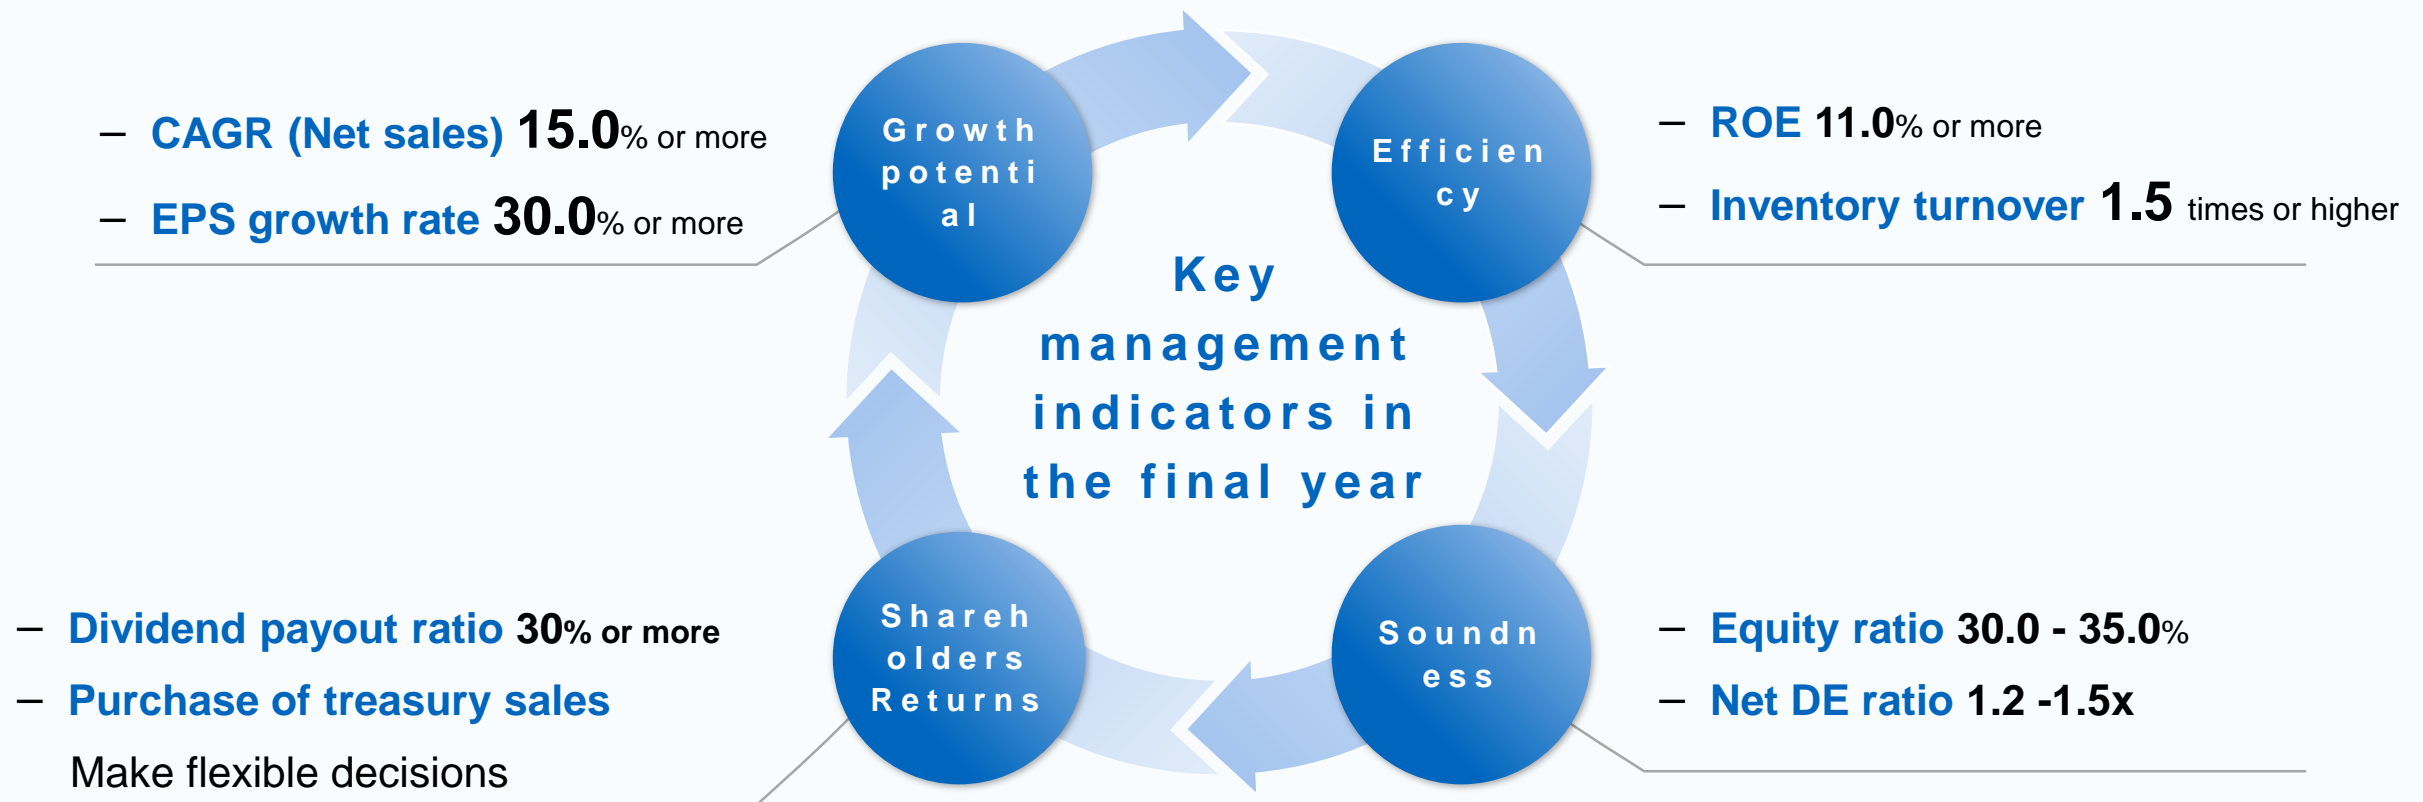 – CAGR (Net sales) 15.0% or more
– EPS growth rate 30.0% or more
Growth
potenti
al
Efficien
cy
– ROE 11.0% or more
– Inventory turnover 1.5 times or higher
Key
management
indicators in
the final year
– Dividend payout ratio 30% or more
– Purchase of treasury sales
Make flexible decisions
Shareh
olders
Returns
Soundn
ess
– Equity ratio 30.0 - 35.0%
– Net DE ratio 1.2 -1.5x